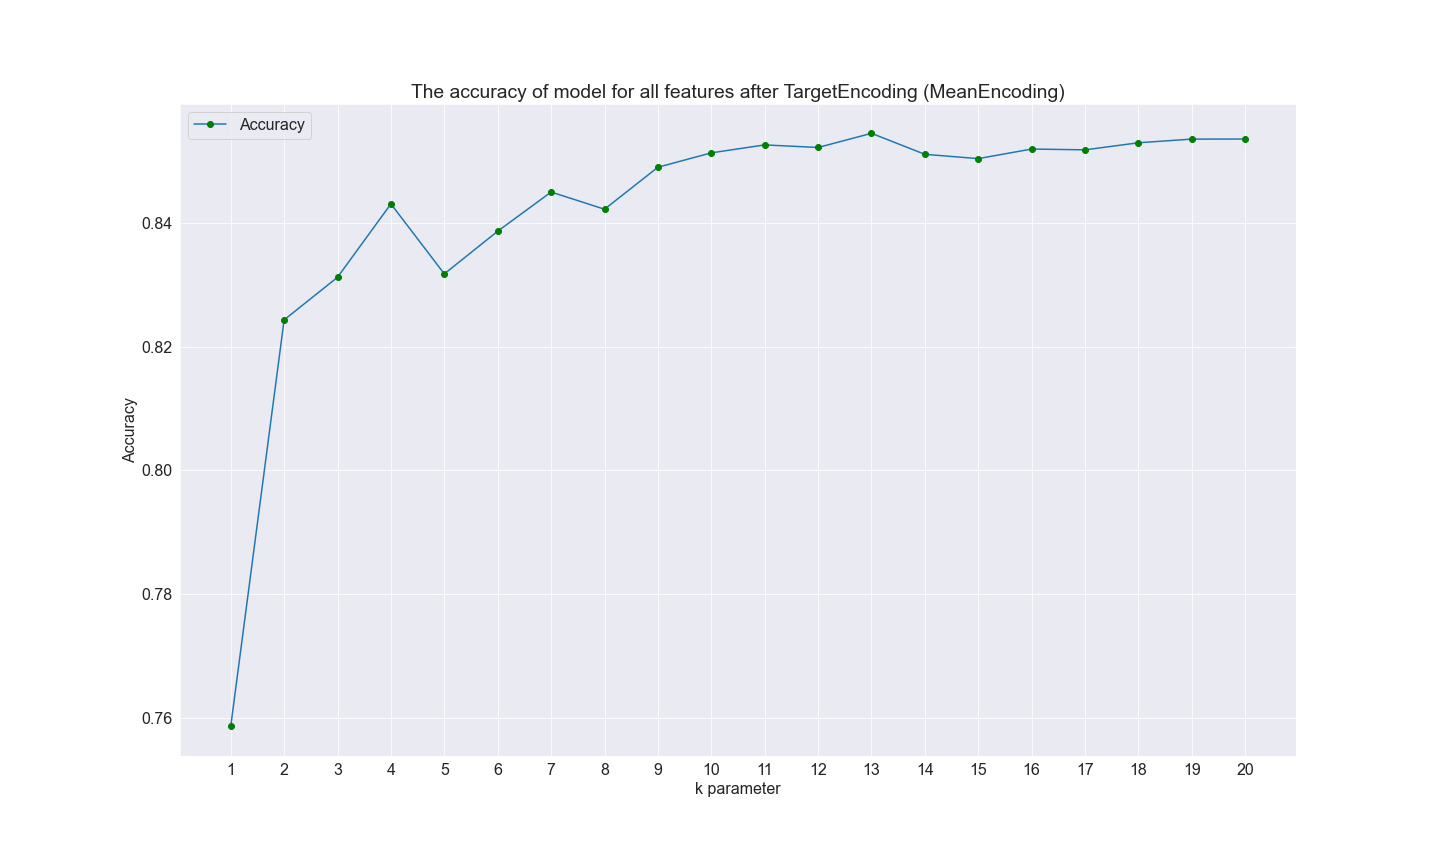 The accuracy of model for all features after TargetEncoding (MeanEncoding)
Accuracy
0.84
0.82
0.80
0.78
0.76
Accuracy
1 2 3 4 5 6 7 8 9 10 11 12 13 14 15 16 17 18 19 20
k parameter